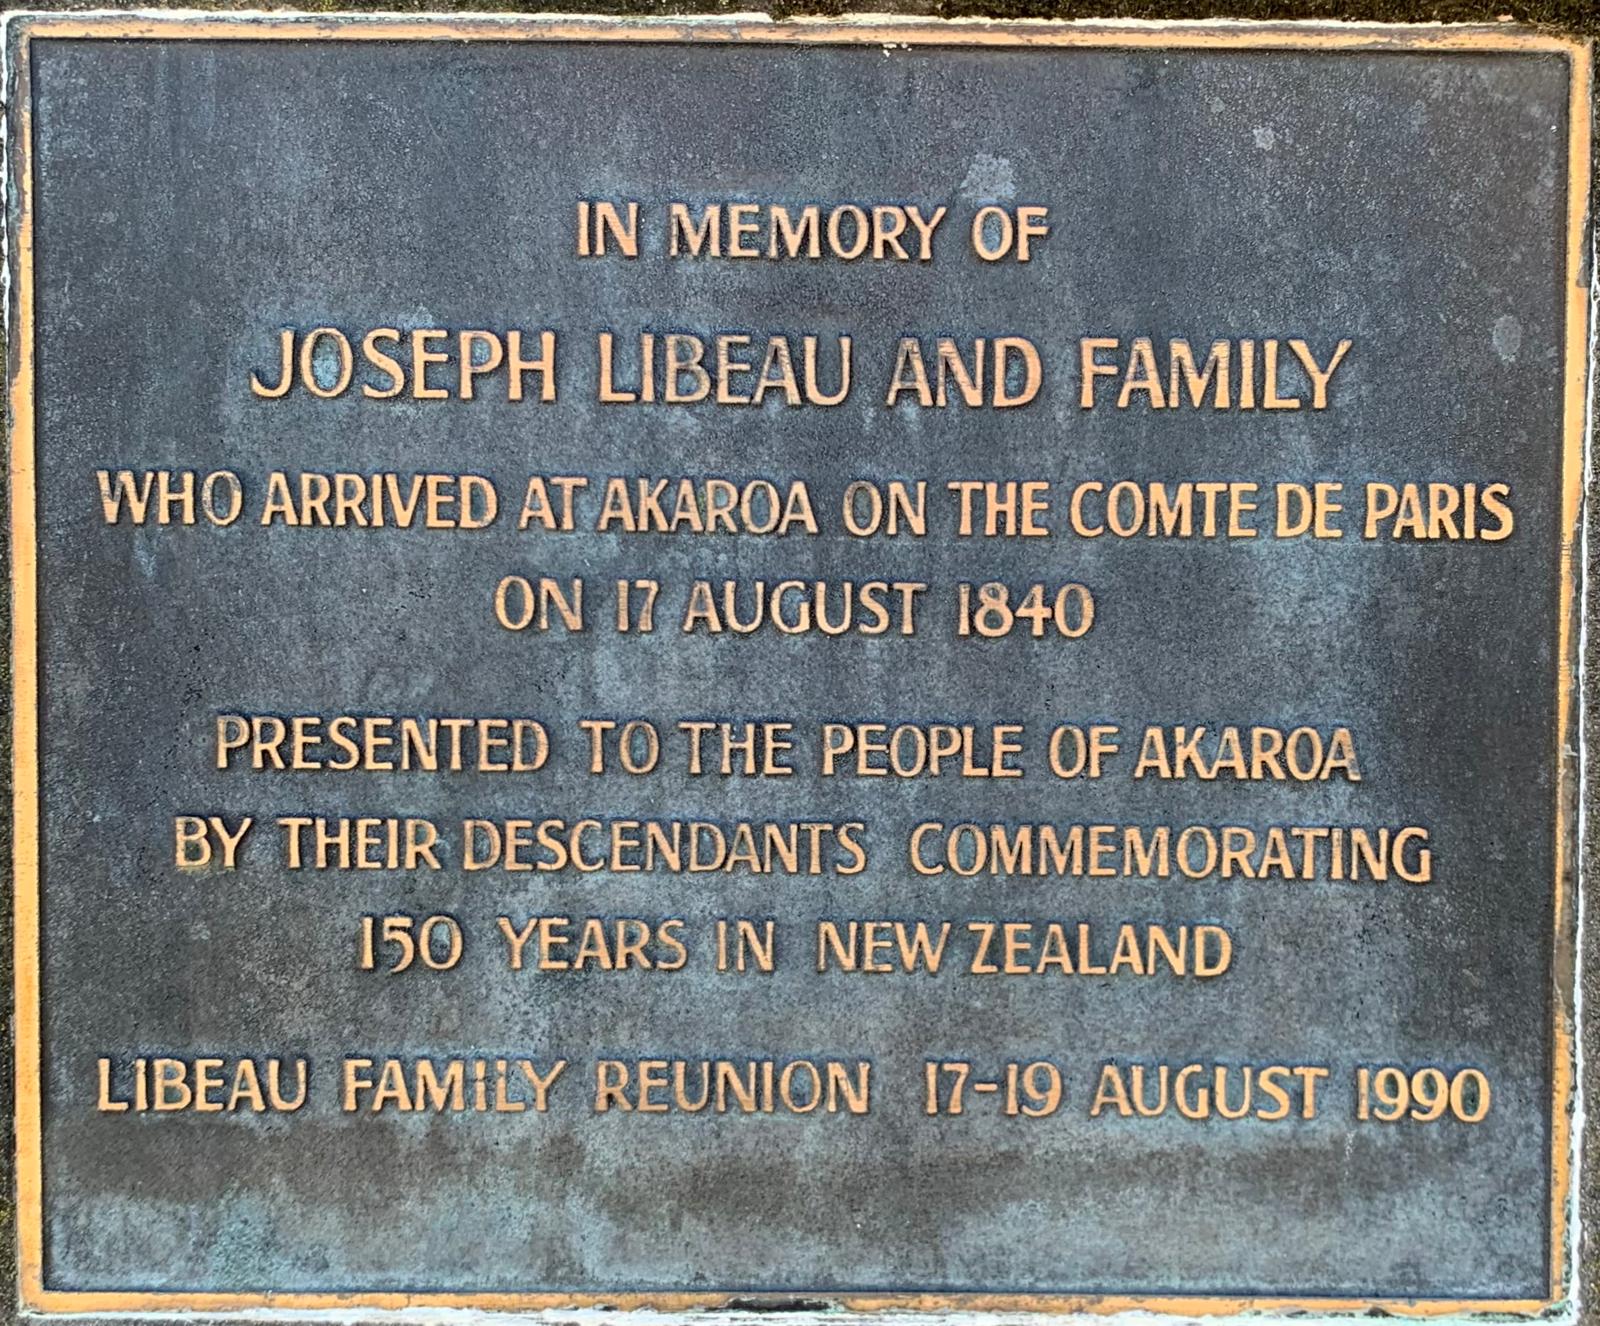 IN MEMORY OF
JOSEPH LIBEAU AND FAMILY
WHO ARRIVED AT AKAROA ON THE COMTE DE PARIS
ON 17 AUGUST 1840
PRESENTED TO THE PEOPLE OF AKAROA
BY THEIR DESCENDANTS COMMEMORATING
150 YEARS IN NEW ZEALAND
LIBEAU FAMILY REUNION 17-19 AUGUST 1990